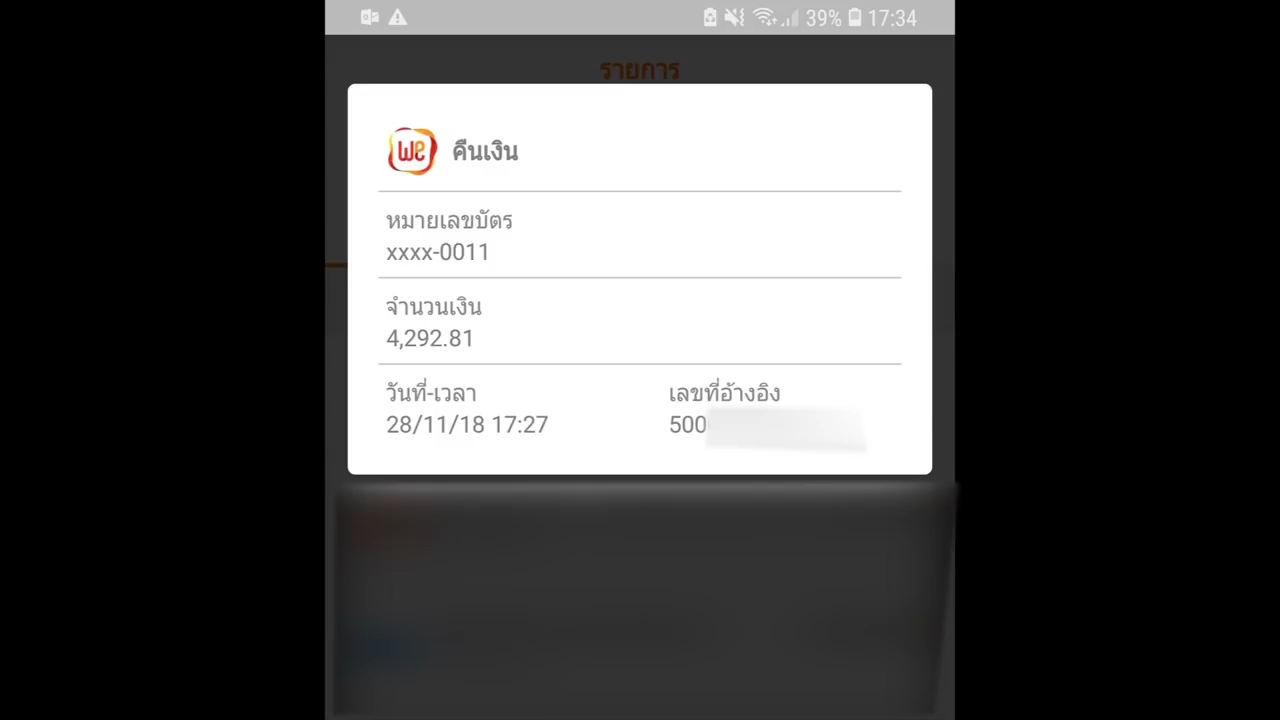 39% 17:34
รายการ
we คืนเงิน
หมายเลขบัตร
xxxx-0011
จำนวนเงิน
4,292.81
วันที่-เวลา เลขที่อ้างอิง
28/11/18 17:27 500